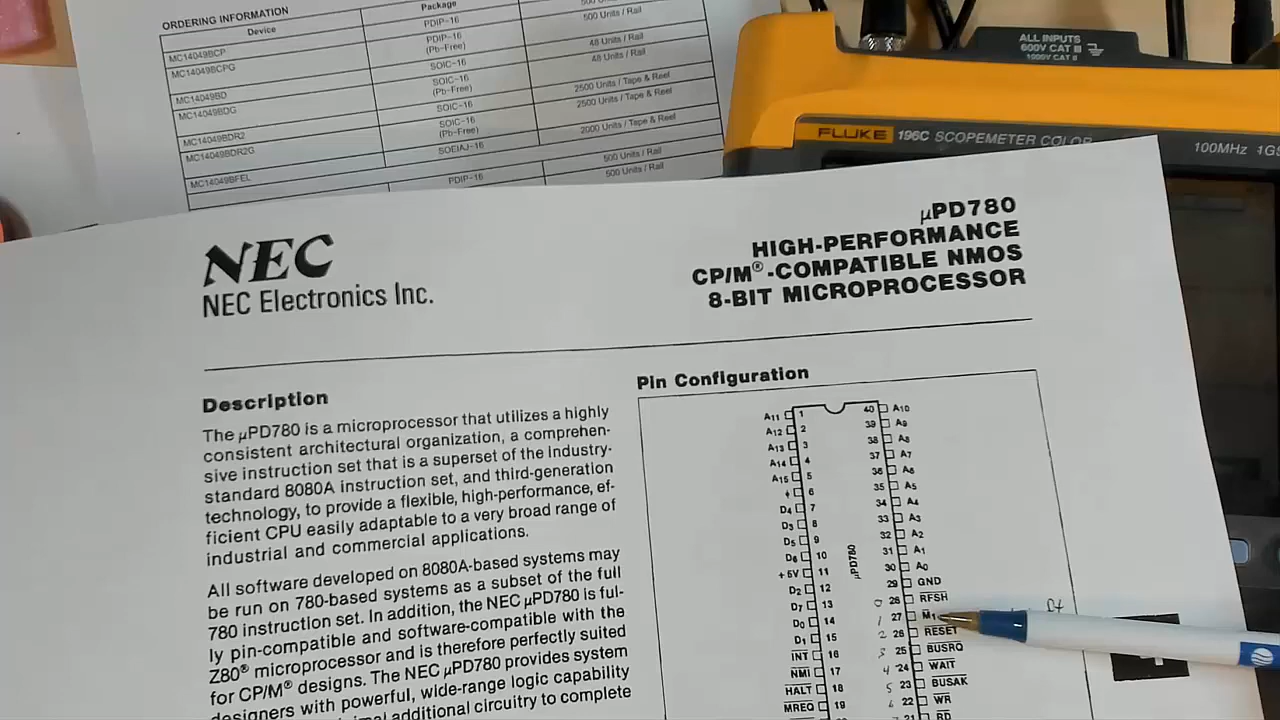 ORDERING INFORMATION
Device
Package
MC14049BCP
PDIP-16
500 Units / Rail
MC14049BCPG
PDIP-16
(Pb-Free)
MC14049BD
SOIC-16
48 Units / Rail
MC14049BDG
SOIC-16
(Pb-Free)
48 Units / Rail
MC14049BDR2
SOIC-16
2500 Units / Tape & Reel
MC14049BDR2G
SOIC-16
(Pb-Free)
2500 Units / Tape & Reel
MC14049BFEL
SOEIAJ-16
2000 Units / Tape & Reel
PDIP-16
500 Units / Rail
500 Units / Rail
ALL INPUTS
600V CAT III
1000V CAT II
FLUKE 196C SCOPEMETER COLOR
100MHz 1GS
NEC
NEC Electronics Inc.
μPD780
HIGH-PERFORMANCE
CP/M®-COMPATIBLE NMOS
8-BIT MICROPROCESSOR
Description
The μPD780 is a microprocessor that utilizes a highly
consistent architectural organization, a comprehen-
sive instruction set that is a superset of the industry-
standard 8080A instruction set, and third-generation
technology, to provide a flexible, high-performance, ef-
ficient CPU easily adaptable to a very broad range of
industrial and commercial applications.
All software developed on 8080A-based systems may
be run on 780-based systems as a subset of the full
780 instruction set. In addition, the NEC μPD780 is ful-
ly pin-compatible and software-compatible with the
Z80® microprocessor and is therefore perfectly suited
for CP/M® designs. The NEC μPD780 provides system
designers with powerful, wide-range logic capability
additional circuitry to complete
Pin Configuration
A11 1 40 A10
A12 2 39 A9
A13 3 38 A8
A14 4 37 A7
A15 5 36 A6
6 35 A5
D4 7 34 A4
D3 8 33 A3
D5 9 32 A2
D6 10 31 A1
+5V 11 30 A0
D2 12 29 GND
D7 13 0 28 RFSH
D0 14 1 27 M1
D1 15 2 26 RESET
INT 16 3 25 BUSRQ
NMI 17 4 24 WAIT
HALT 18 5 23 BUSAK
MREQ 19 22 WR
21 RD
μPD780